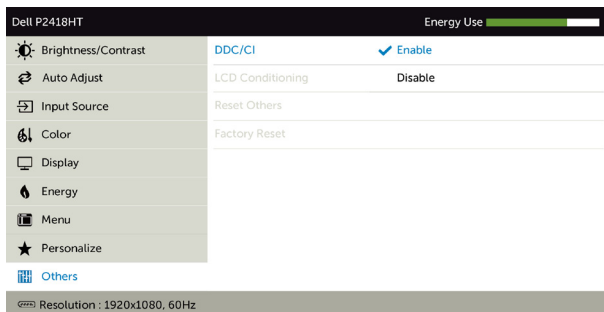 Dell P2418HT Energy Use
Brightness/Contrast DDC/CI Enable
Auto Adjust LCD Conditioning Disable
Input Source Reset Others
Color Factory Reset
Display
Energy
Menu
Personalize
Others
Resolution : 1920x1080, 60Hz